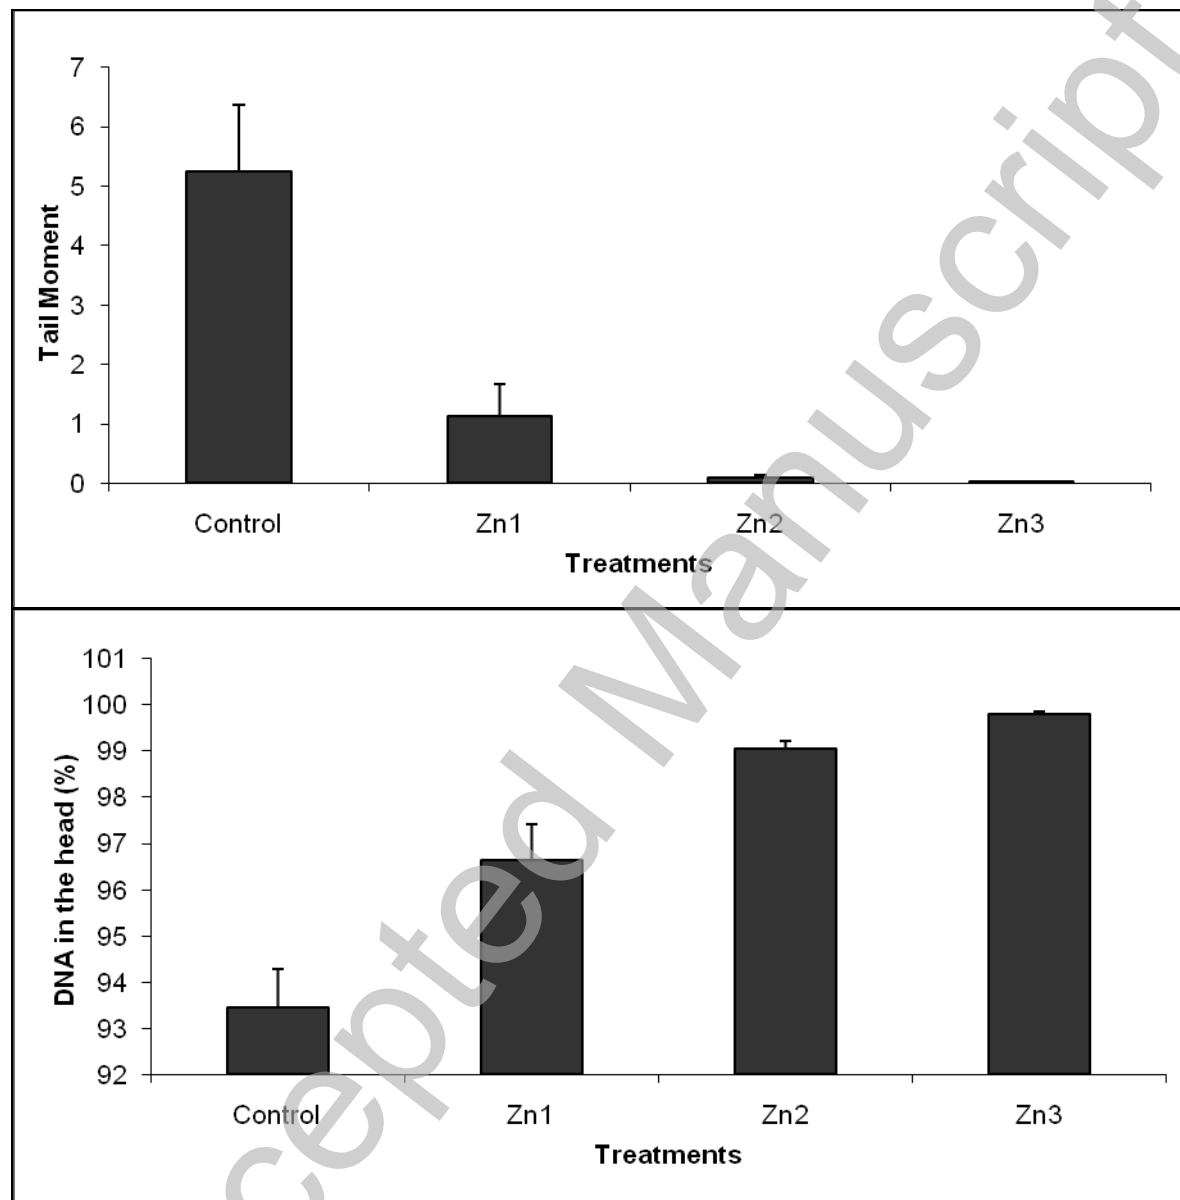 7
6
5
4
3
2
1
0
Tail Moment
Control Zn1 Zn2 Zn3
Treatments
101
100
99
98
97
96
95
94
93
92
DNA in the head (%)
Control Zn1 Zn2 Zn3
Treatments
cepted Manuscript